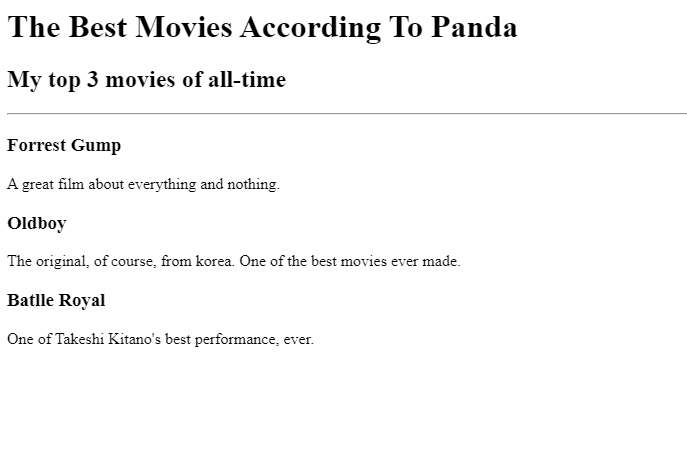 The Best Movies According To Panda
My top 3 movies of all-time
Forrest Gump
A great film about everything and nothing.
Oldboy
The original, of course, from korea. One of the best movies ever made.
Batlle Royal
One of Takeshi Kitano's best performance, ever.